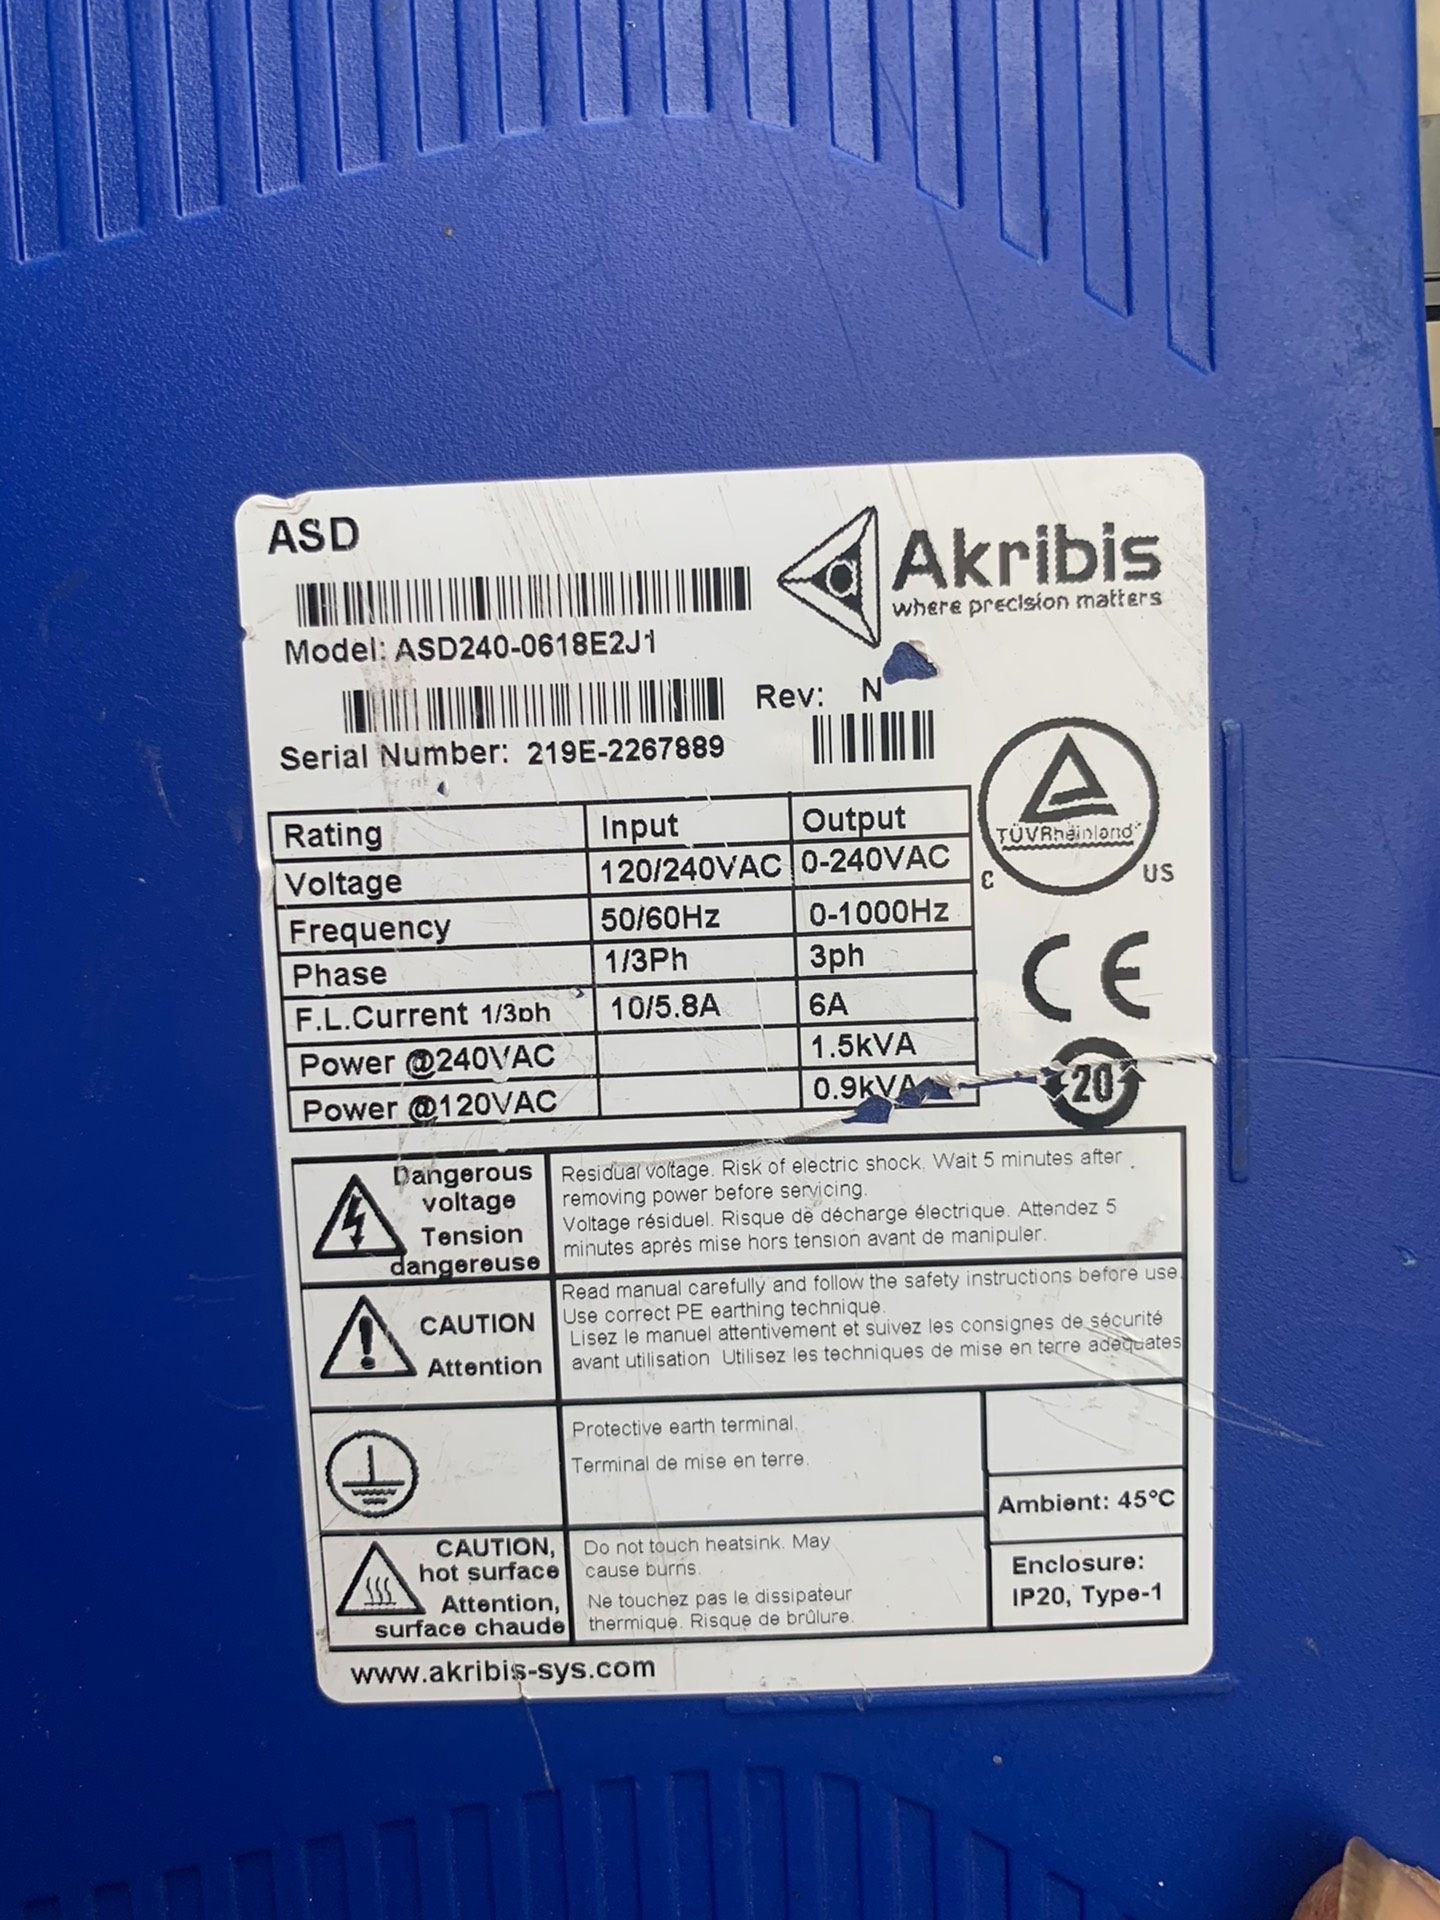 ASD
Akribis
where precision matters
Model: ASD240-0618E2J1
Rev: N
Serial Number: 219E-2267889
TÜVRheinland
C US
Rating Input Output
Voltage 120/240VAC 0-240VAC
Frequency 50/60Hz 0-1000Hz
Phase 1/3Ph 3ph
F.L.Current 1/3ph 10/5.8A 6A
Power @240VAC 1.5kVA
Power @120VAC 0.9kVA
CE
20
Dangerous
voltage
Tension
dangereuse
Residual voltage. Risk of electric shock. Wait 5 minutes after
removing power before servicing.
Voltage résiduel. Risque de décharge électrique. Attendez 5
minutes après mise hors tension avant de manipuler.
CAUTION
Attention
Read manual carefully and follow the safety instructions before use.
Use correct PE earthing technique.
Lisez le manuel attentivement et suivez les consignes de sécurité
avant utilisation Utilisez les techniques de mise en terre adequates
Protective earth terminal.
Terminal de mise en terre.
Ambient: 45°C
CAUTION,
hot surface
Attention,
surface chaude
Do not touch heatsink. May
cause burns.
Ne touchez pas le dissipateur
thermique. Risque de brûlure.
Enclosure:
IP20, Type-1
www.akribis-sys.com